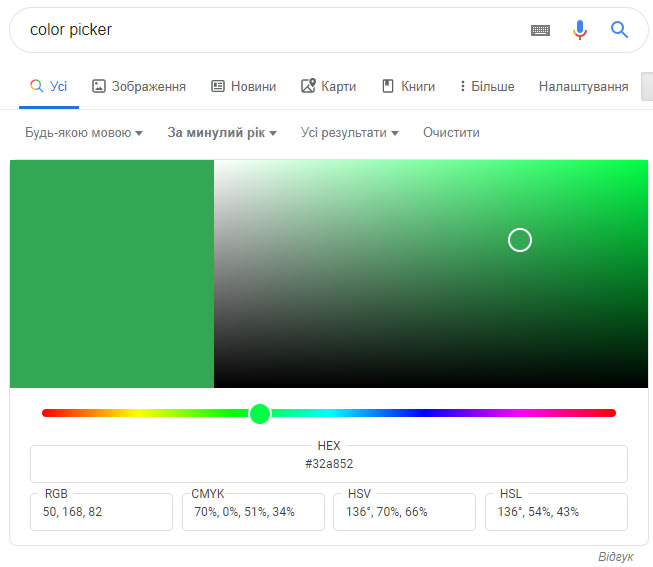 color picker
Усі Зображення Новини Карти Книги Більше Налаштування
Будь-якою мовою За минулий рік Усі результати Очистити
HEX
#32a852
RGB CMYK HSV HSL
50, 168, 82 70%, 0%, 51%, 34% 136°, 70%, 66% 136°, 54%, 43%
Відгук